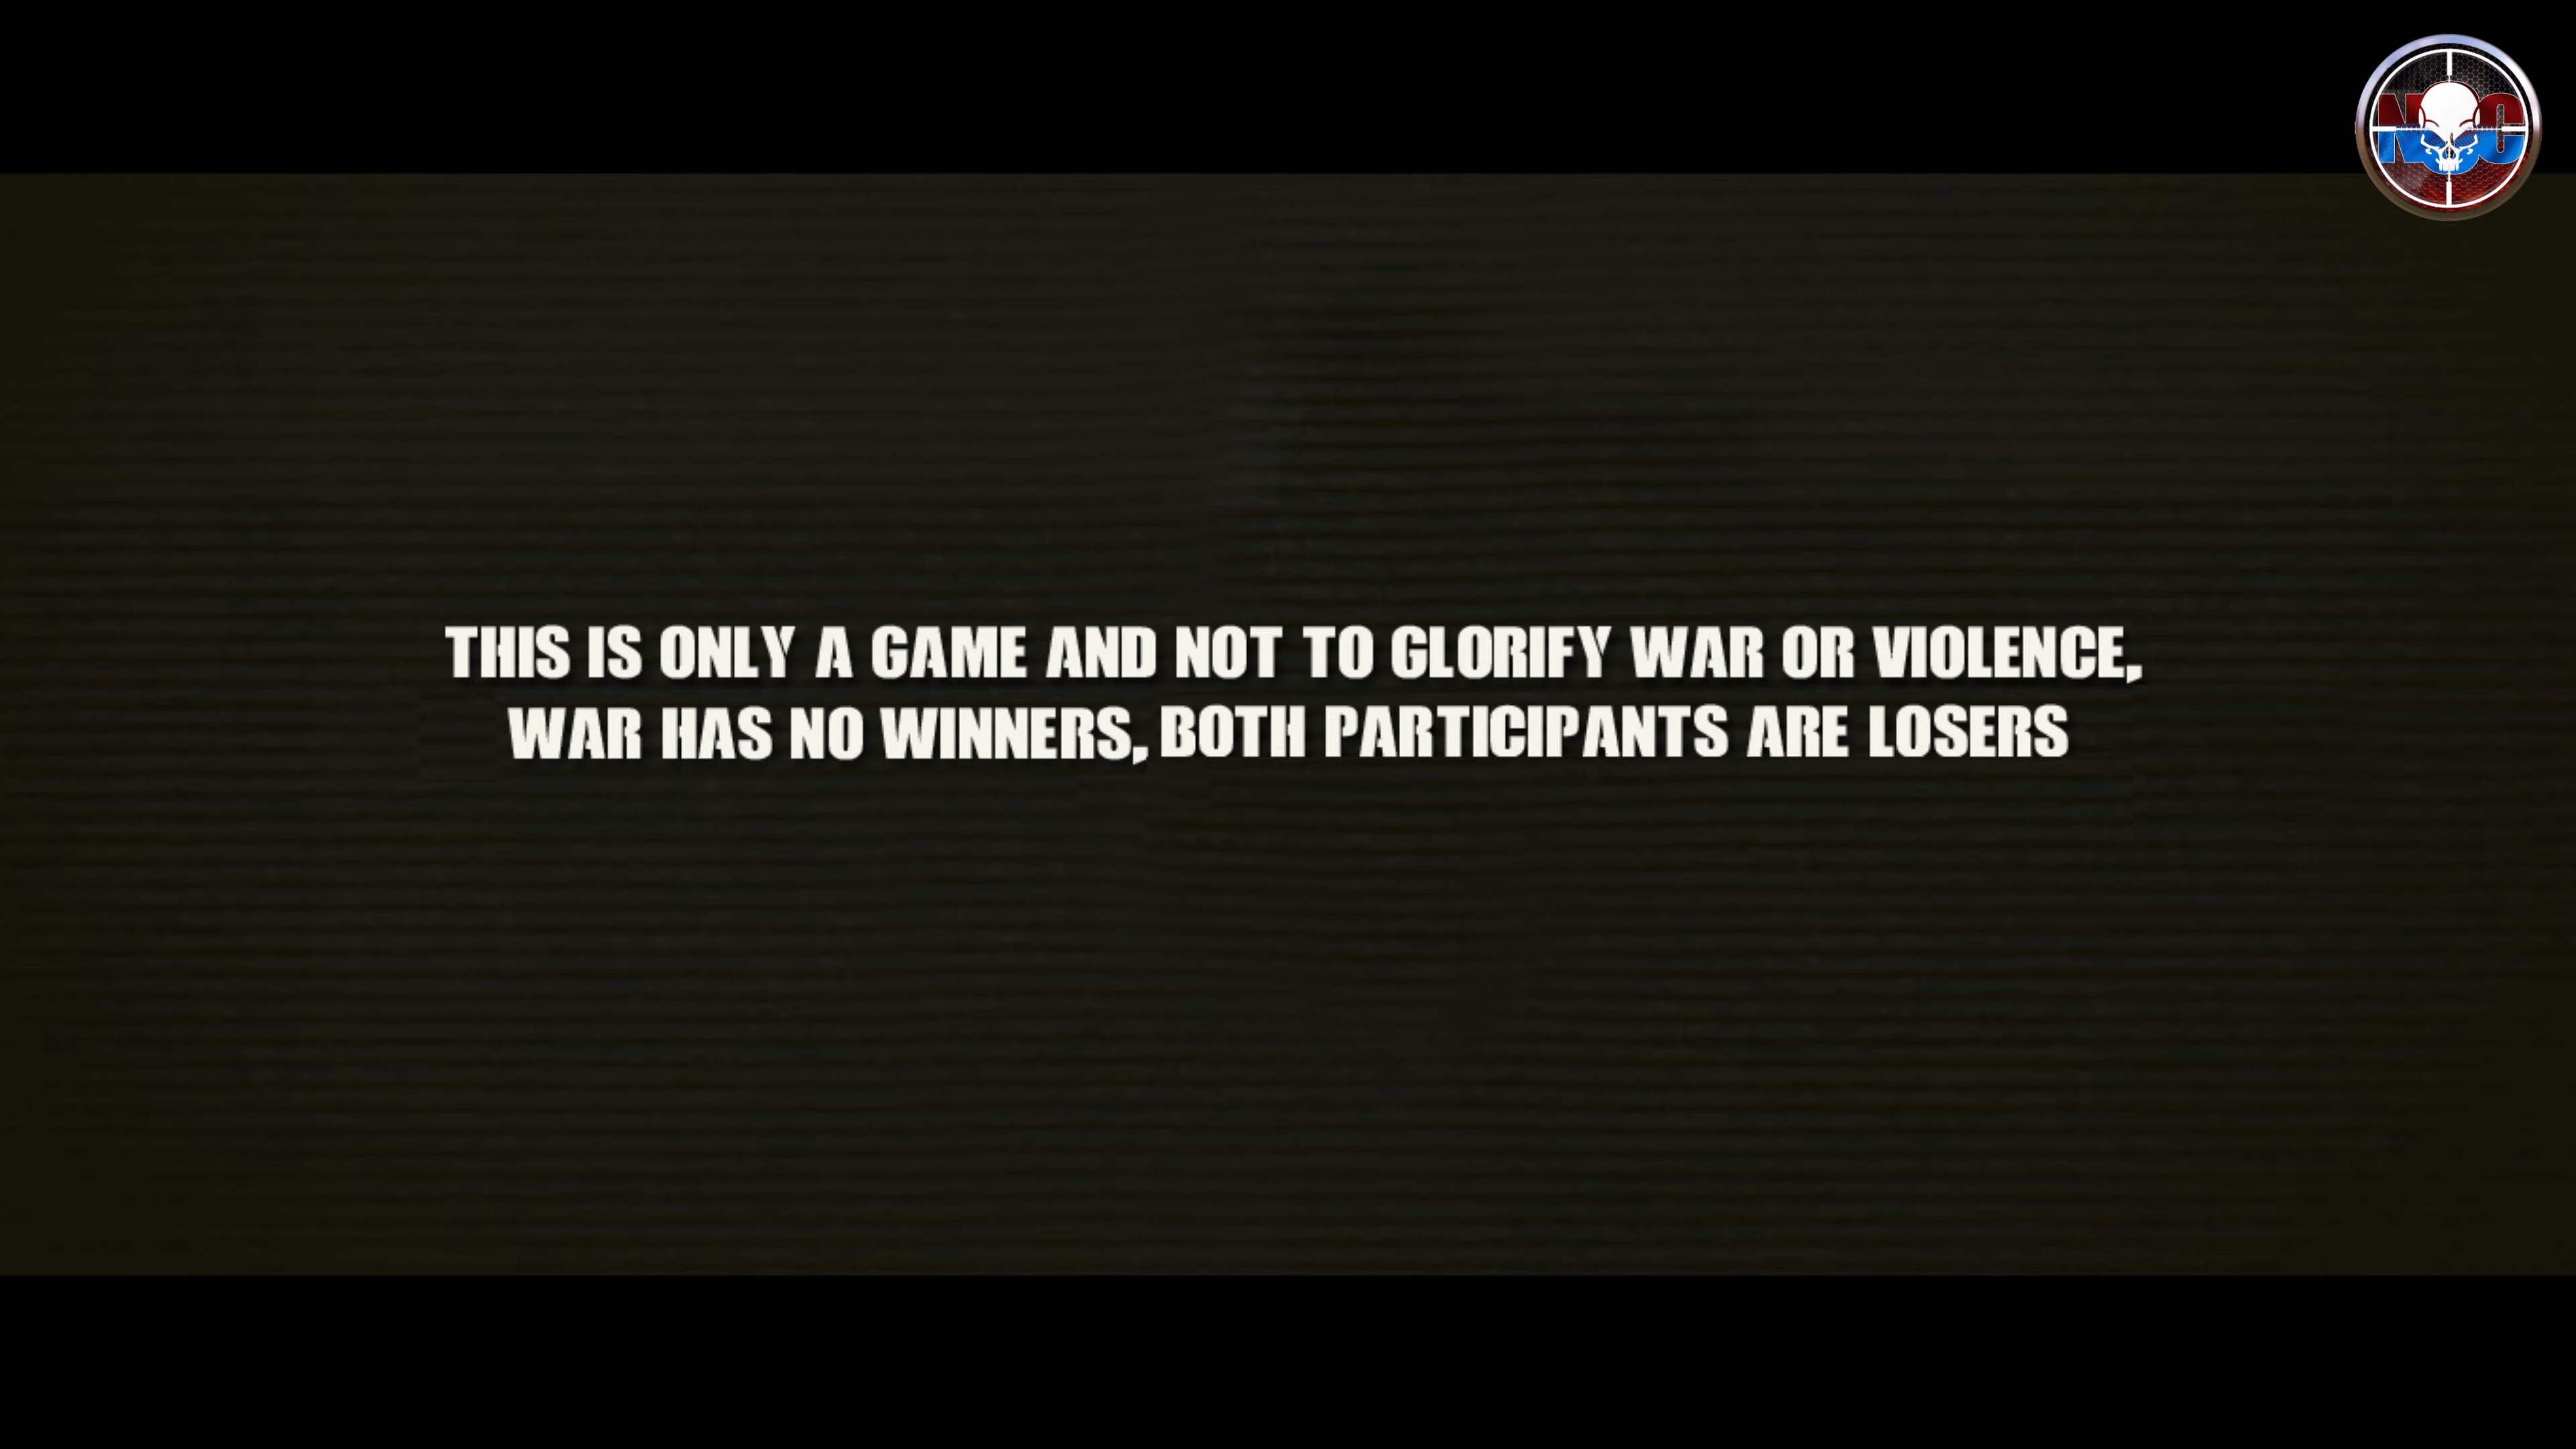 THIS IS ONLY A GAME AND NOT TO GLORIFY WAR OR VIOLENCE,
WAR HAS NO WINNERS, BOTH PARTICIPANTS ARE LOSERS